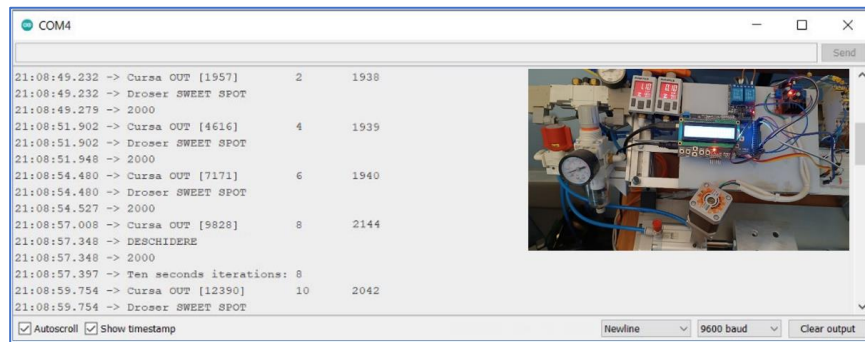 COM4
Send
21:08:49.232 -> Cursa OUT [1957] 2 1938
21:08:49.232 -> Droser SWEET SPOT
21:08:49.279 -> 2000
21:08:51.902 -> Cursa OUT [4616] 4 1939
21:08:51.902 -> Droser SWEET SPOT
21:08:51.948 -> 2000
21:08:54.480 -> Cursa OUT [7171] 6 1940
21:08:54.480 -> Droser SWEET SPOT
21:08:54.527 -> 2000
21:08:57.008 -> Cursa OUT [9828] 8 2144
21:08:57.348 -> DESCHIDERE
21:08:57.348 -> 2000
21:08:57.397 -> Ten seconds iterations: 8
21:08:59.754 -> Cursa OUT [12390] 10 2042
21:08:59.754 -> Droser SWEET SPOT
Autoscroll Show timestamp Newline 9600 baud Clear output